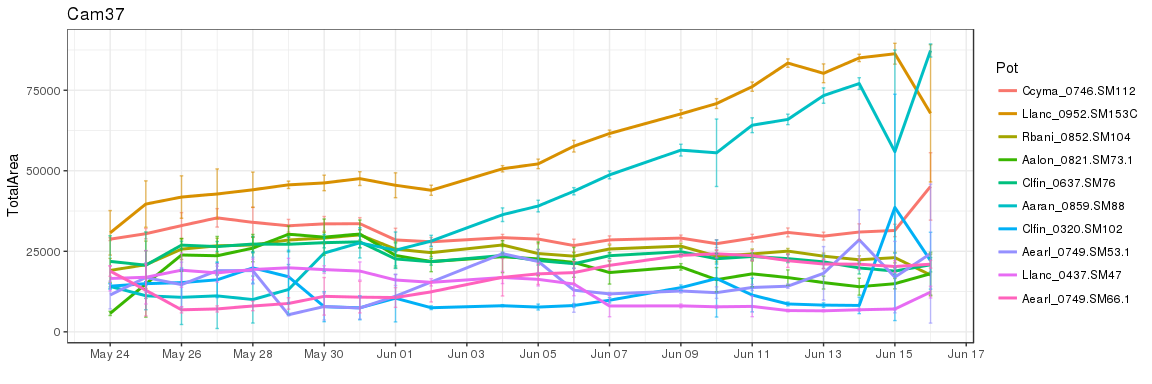 Cam37
TotalArea
75000
50000
25000
0
May 24 May 26 May 28 May 30 Jun 01 Jun 03 Jun 05 Jun 07 Jun 09 Jun 11 Jun 13 Jun 15 Jun 17
Pot
Ccyma_0746.SM112
Llanc_0952.SM153C
Rbani_0852.SM104
Aalon_0821.SM73.1
Clfin_0637.SM76
Aaran_0859.SM88
Clfin_0320.SM102
Aearl_0749.SM53.1
Llanc_0437.SM47
Aearl_0749.SM66.1